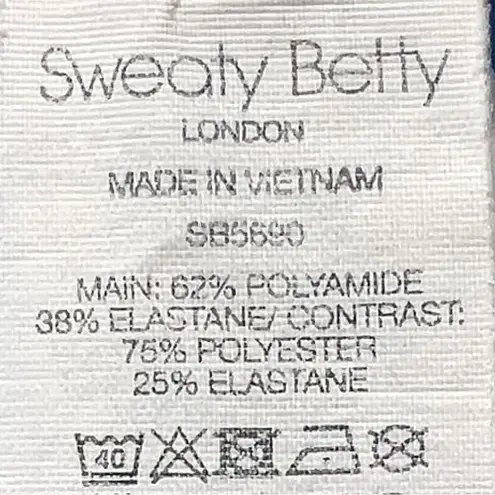 Sweaty Betty
LONDON
MADE IN VIETNAM
SB5690
MAIN: 62% POLYAMIDE
38% ELASTANE/ CONTRAST:
75% POLYESTER
25% ELASTANE
40